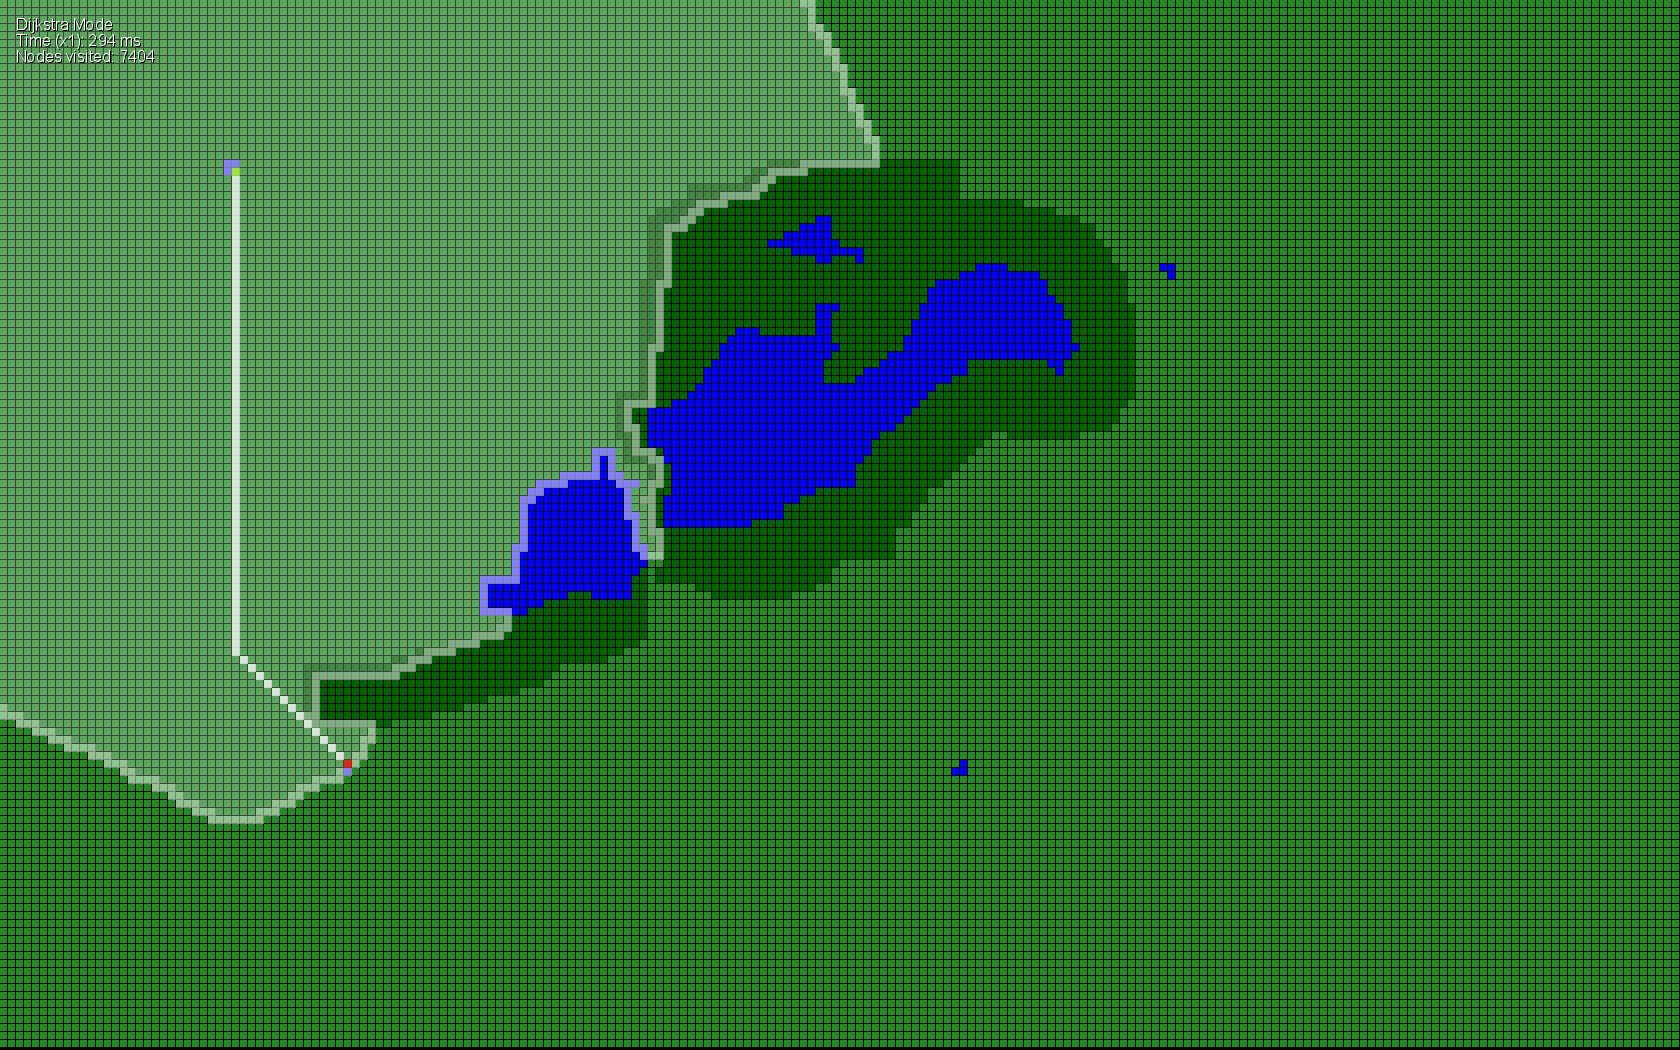 Dijkstra Mode
Time (x1): 294 ms
Nodes visited: 7404